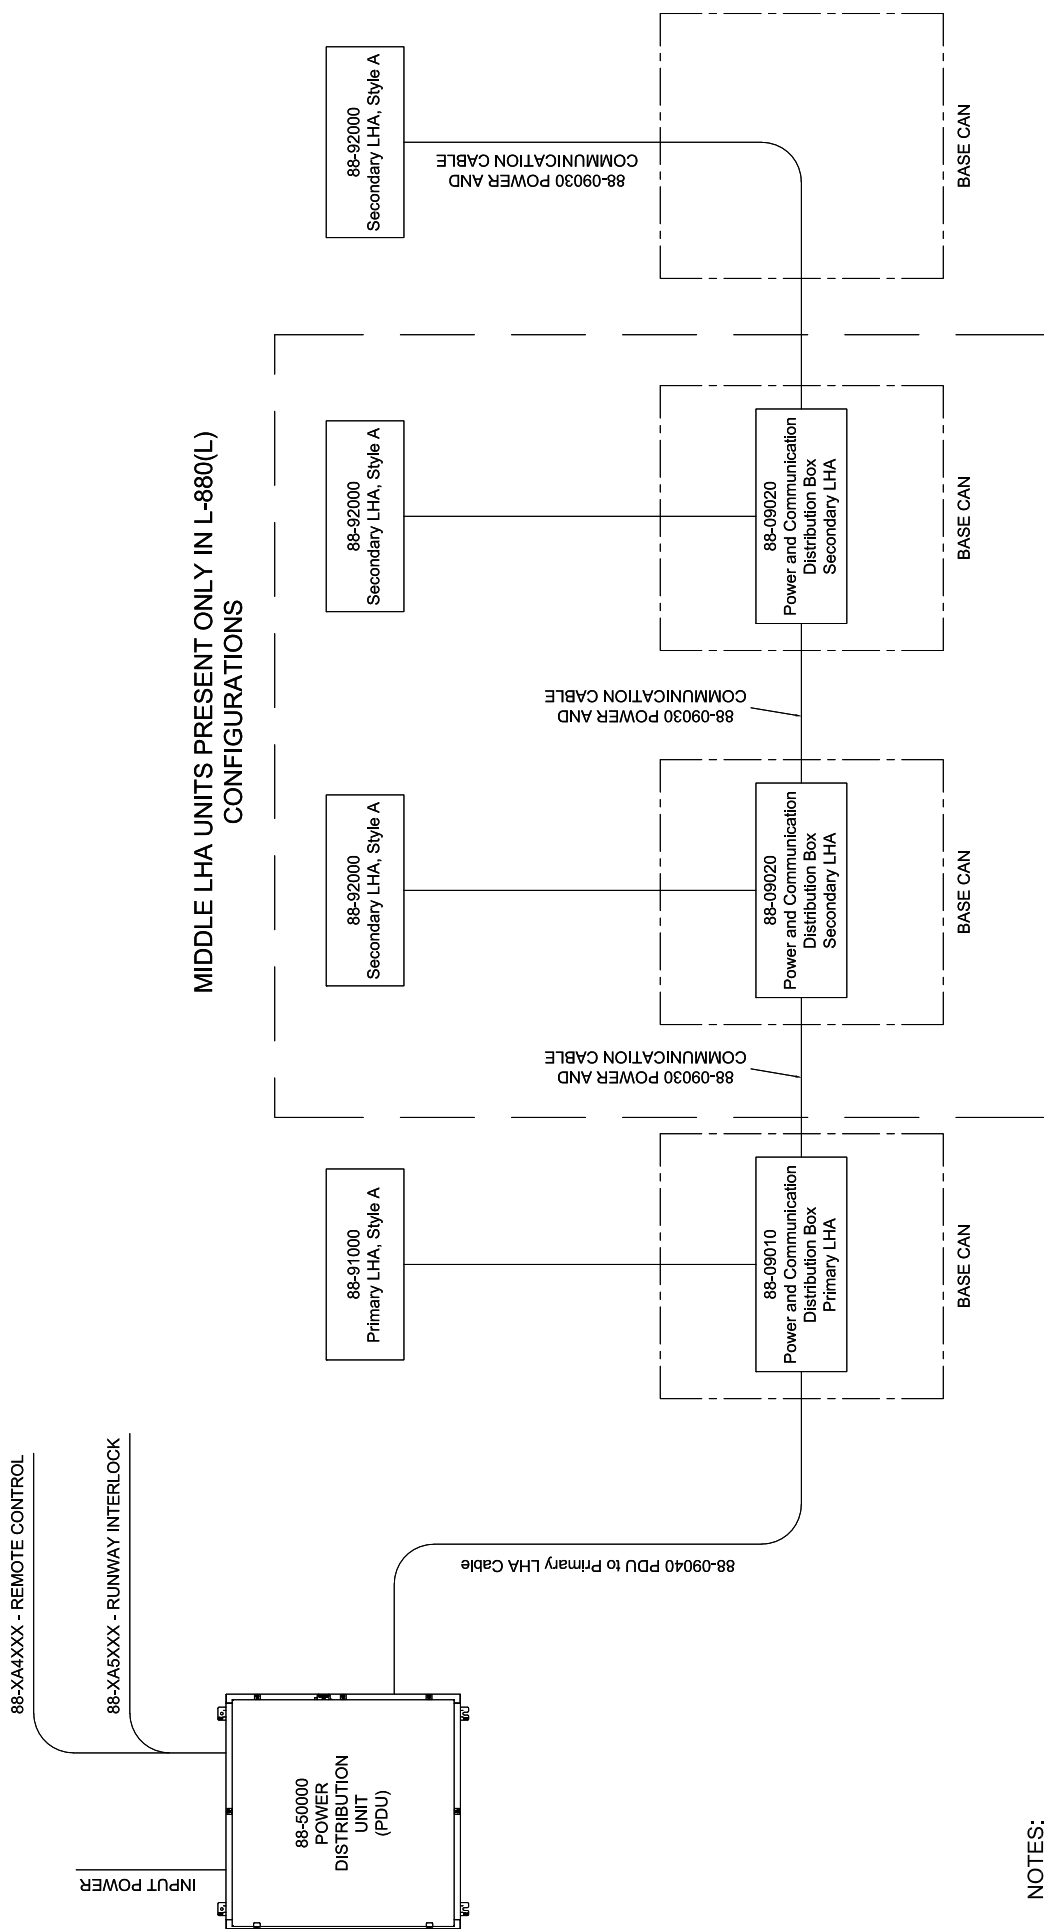 88-XA4XXX - REMOTE CONTROL
88-XA5XXX - RUNWAY INTERLOCK
INPUT POWER
88-50000
POWER
DISTRIBUTION
UNIT
(PDU)
88-09040 PDU to Primary LHA Cable
MIDDLE LHA UNITS PRESENT ONLY IN L-880(L)
CONFIGURATIONS
88-91000
Primary LHA, Style A
88-92000
Secondary LHA, Style A
88-92000
Secondary LHA, Style A
88-92000
Secondary LHA, Style A
88-09030 POWER AND
COMMUNICATION CABLE
88-09030 POWER AND
COMMUNICATION CABLE
88-09030 POWER AND
COMMUNICATION CABLE
88-09010
Power and Communication
Distribution Box
Primary LHA
88-09020
Power and Communication
Distribution Box
Secondary LHA
88-09020
Power and Communication
Distribution Box
Secondary LHA
BASE CAN
BASE CAN
BASE CAN
BASE CAN
NOTES: